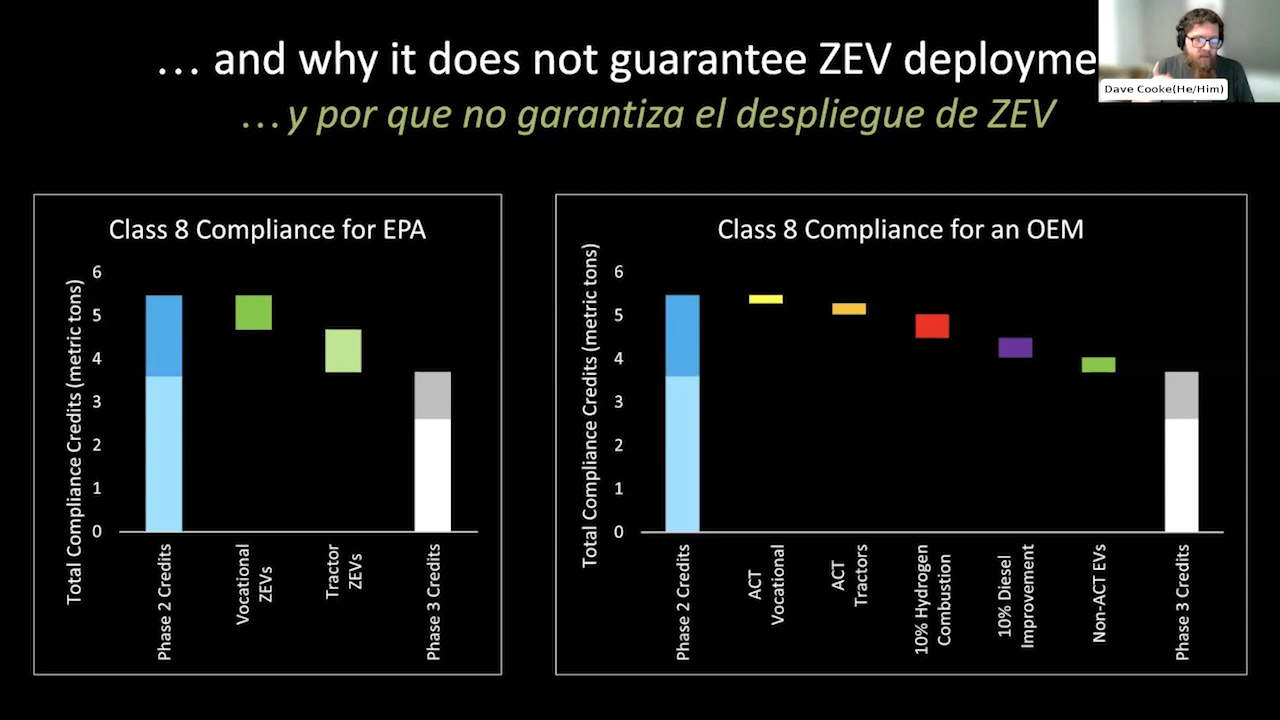 … and why it does not guarantee ZEV deployme
Dave Cooke(He/Him)
…y por que no garantiza el despliegue de ZEV
Class 8 Compliance for EPA
Total Compliance Credits (metric tons)
6
5
4
3
2
1
0
Phase 2 Credits
Vocational
ZEVs
Tractor
ZEVs
Phase 3 Credits
Class 8 Compliance for an OEM
Total Compliance Credits (metric tons)
6
5
4
3
2
1
0
Phase 2 Credits
ACT
Vocational
ACT
Tractors
10% Hydrogen
Combustion
10% Diesel
Improvement
Non-ACT EVs
Phase 3 Credits